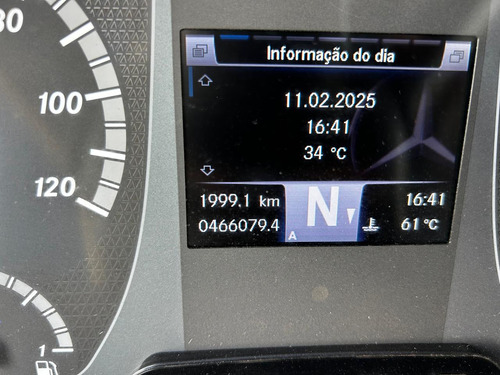 80
100
120
1
Informação do dia
11.02.2025
16:41
34 °C
1999.1 km
0466079.4
N
A
16:41
61 °C